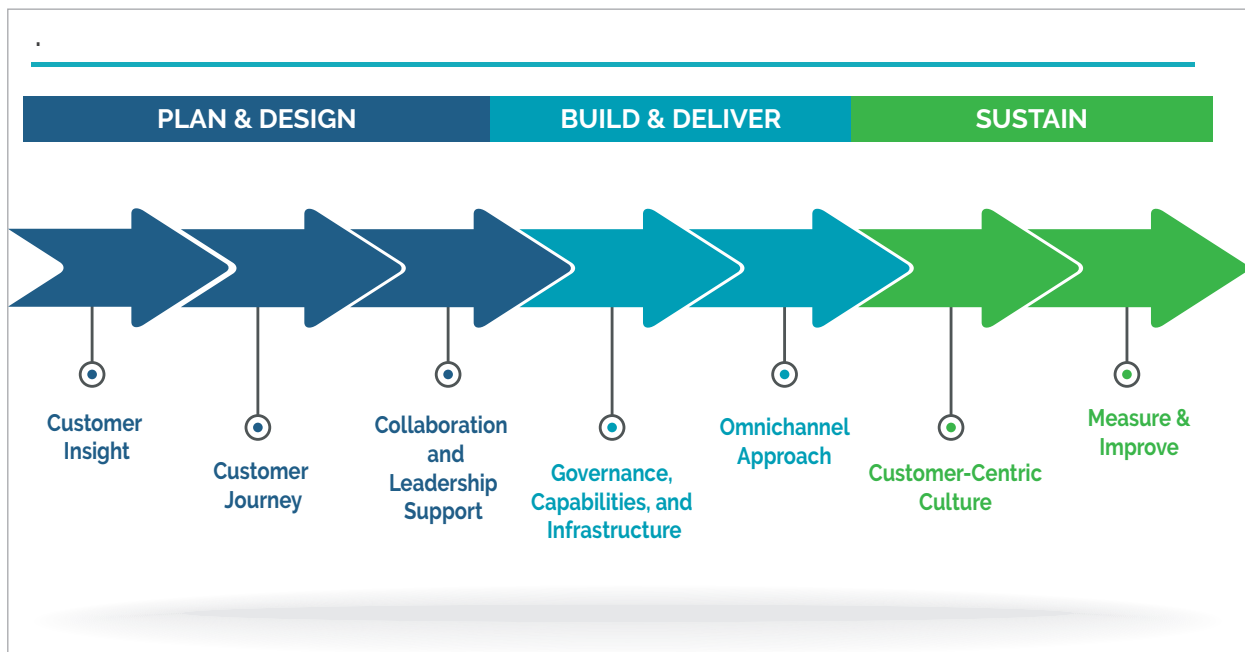 .
PLAN & DESIGN
BUILD & DELIVER
SUSTAIN
Customer
Insight
Customer
Journey
Collaboration
and
Leadership
Support
Governance,
Capabilities, and
Infrastructure
Omnichannel
Approach
Customer-Centric
Culture
Measure &
Improve